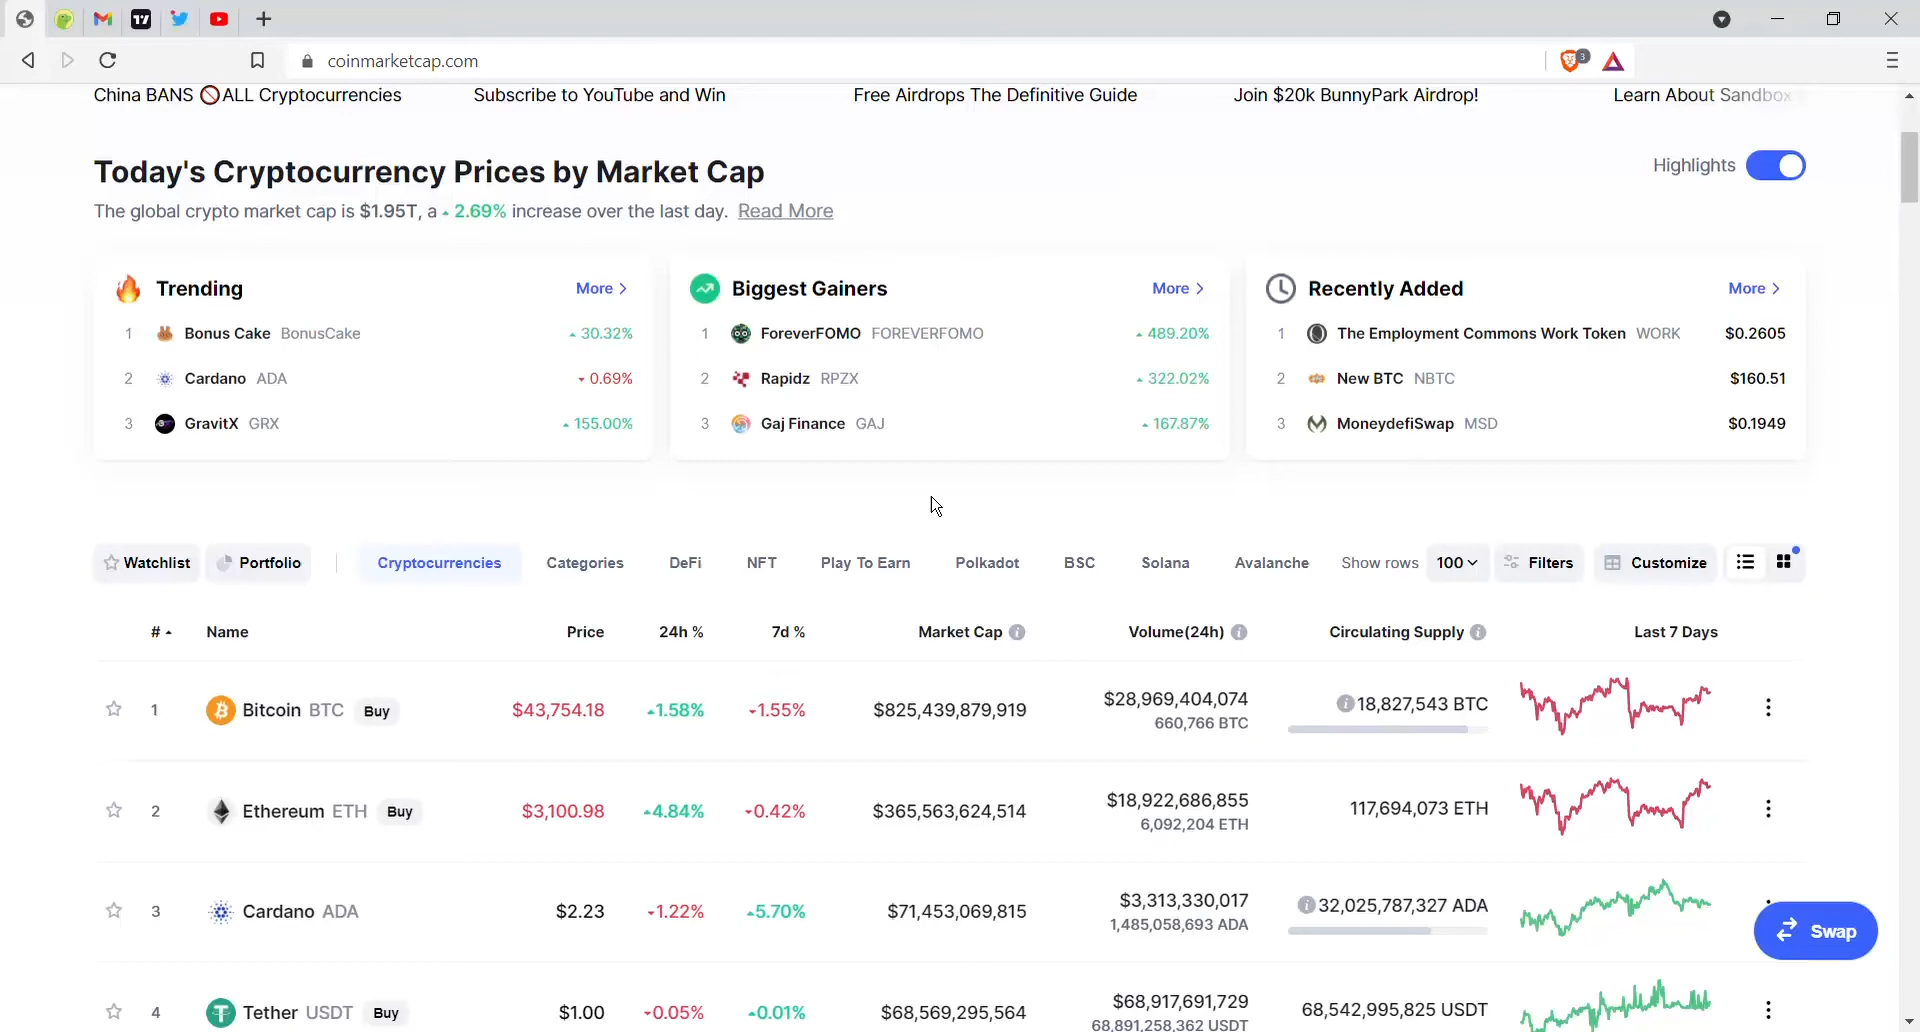 coinmarketcap.com
3
China BANS 🚫ALL Cryptocurrencies
Subscribe to YouTube and Win
Free Airdrops The Definitive Guide
Join $20k BunnyPark Airdrop!
Learn About Sandbox
Today's Cryptocurrency Prices by Market Cap
Highlights
The global crypto market cap is $1.95T, a 2.69% increase over the last day. Read More
Trending
More >
1 Bonus Cake BonusCake 30.32%
2 Cardano ADA 0.69%
3 GravitX GRX 155.00%
Biggest Gainers
More >
1 ForeverFOMO FOREVERFOMO 489.20%
2 Rapidz RPZX 322.02%
3 Gaj Finance GAJ 167.87%
Recently Added
More >
1 The Employment Commons Work Token WORK $0.2605
2 New BTC NBTC $160.51
3 MoneydefiSwap MSD $0.1949
Watchlist Portfolio Cryptocurrencies Categories DeFi NFT Play To Earn Polkadot BSC Solana Avalanche Show rows 100 Filters Customize
# Name Price 24h % 7d % Market Cap Volume(24h) Circulating Supply Last 7 Days
1 Bitcoin BTC Buy $43,754.18 1.58% 1.55% $825,439,879,919 $28,969,404,074 18,827,543 BTC
660,766 BTC
2 Ethereum ETH Buy $3,100.98 4.84% 0.42% $365,563,624,514 $18,922,686,855 117,694,073 ETH
6,092,204 ETH
3 Cardano ADA $2.23 1.22% 5.70% $71,453,069,815 $3,313,330,017 32,025,787,327 ADA
1,485,058,693 ADA
Swap
4 Tether USDT Buy $1.00 0.05% 0.01% $68,569,295,564 $68,917,691,729 68,542,995,825 USDT
68,891,258,362 USDT